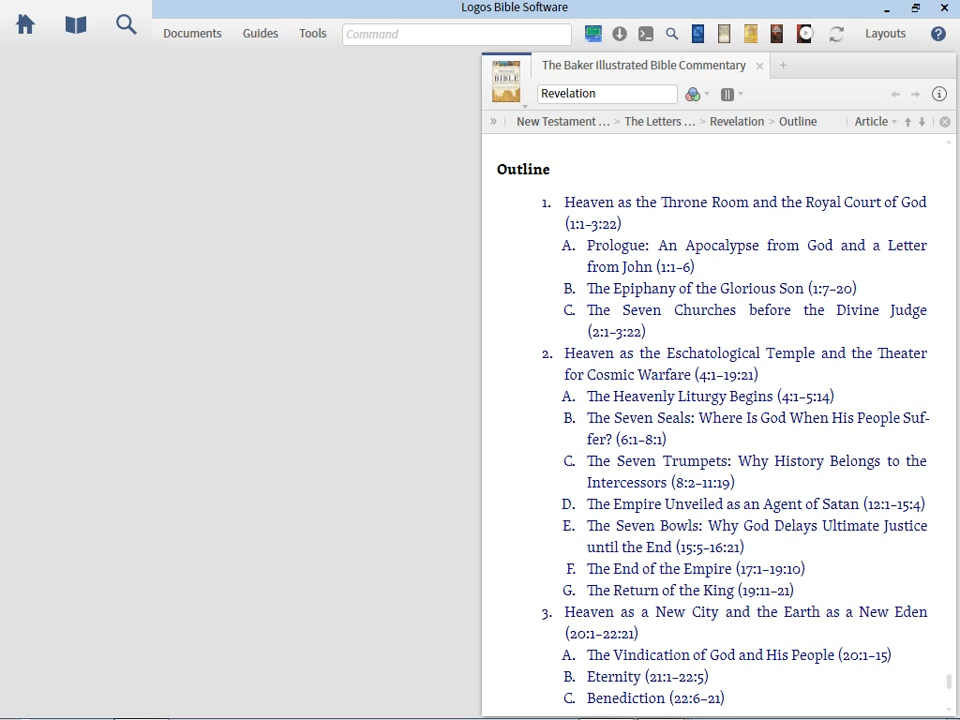 Logos Bible Software
Documents Guides Tools Command Layouts
The Baker Illustrated Bible Commentary
Revelation
» New Testament ... > The Letters ... > Revelation > Outline Article
Outline
1. Heaven as the Throne Room and the Royal Court of God
(1:1–3:22)
A. Prologue: An Apocalypse from God and a Letter
from John (1:1–6)
B. The Epiphany of the Glorious Son (1:7–20)
C. The Seven Churches before the Divine Judge
(2:1–3:22)
2. Heaven as the Eschatological Temple and the Theater
for Cosmic Warfare (4:1–19:21)
A. The Heavenly Liturgy Begins (4:1–5:14)
B. The Seven Seals: Where Is God When His People Suf-
fer? (6:1–8:1)
C. The Seven Trumpets: Why History Belongs to the
Intercessors (8:2–11:19)
D. The Empire Unveiled as an Agent of Satan (12:1–15:4)
E. The Seven Bowls: Why God Delays Ultimate Justice
until the End (15:5–16:21)
F. The End of the Empire (17:1–19:10)
G. The Return of the King (19:11–21)
3. Heaven as a New City and the Earth as a New Eden
(20:1–22:21)
A. The Vindication of God and His People (20:1–15)
B. Eternity (21:1–22:5)
C. Benediction (22:6–21)